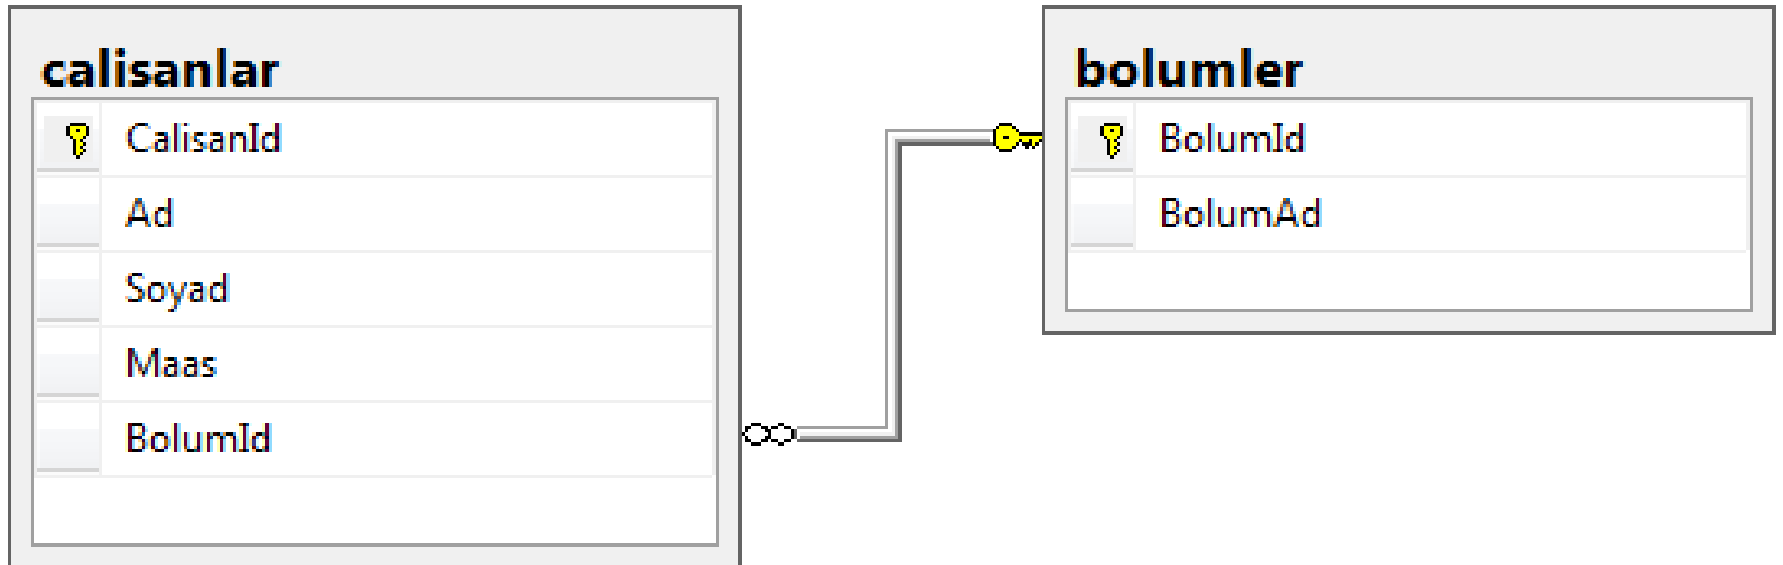 calisanlar
CalisanId
Ad
Soyad
Maas
BolumId
bolumler
BolumId
BolumAd